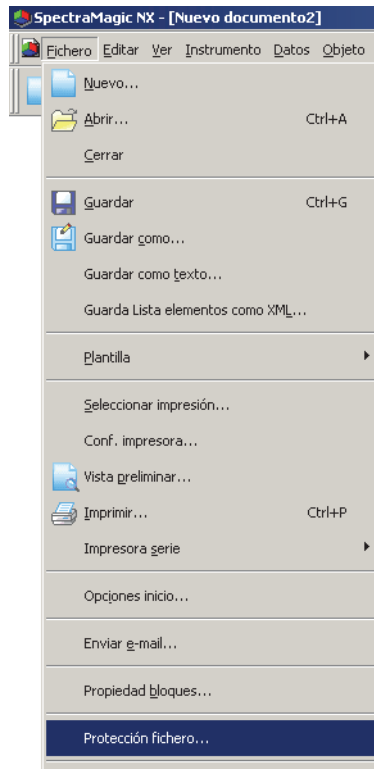 SpectraMagic NX - [Nuevo documento2]
Fichero Editar Ver Instrumento Datos Objeto
Nuevo...
Abrir... Ctrl+A
Cerrar
Guardar Ctrl+G
Guardar como...
Guardar como texto...
Guarda Lista elementos como XML...
Plantilla
Seleccionar impresión...
Conf. impresora...
Vista preliminar...
Imprimir... Ctrl+P
Impresora serie
Opciones inicio...
Enviar e-mail...
Propiedad bloques...
Protección fichero...